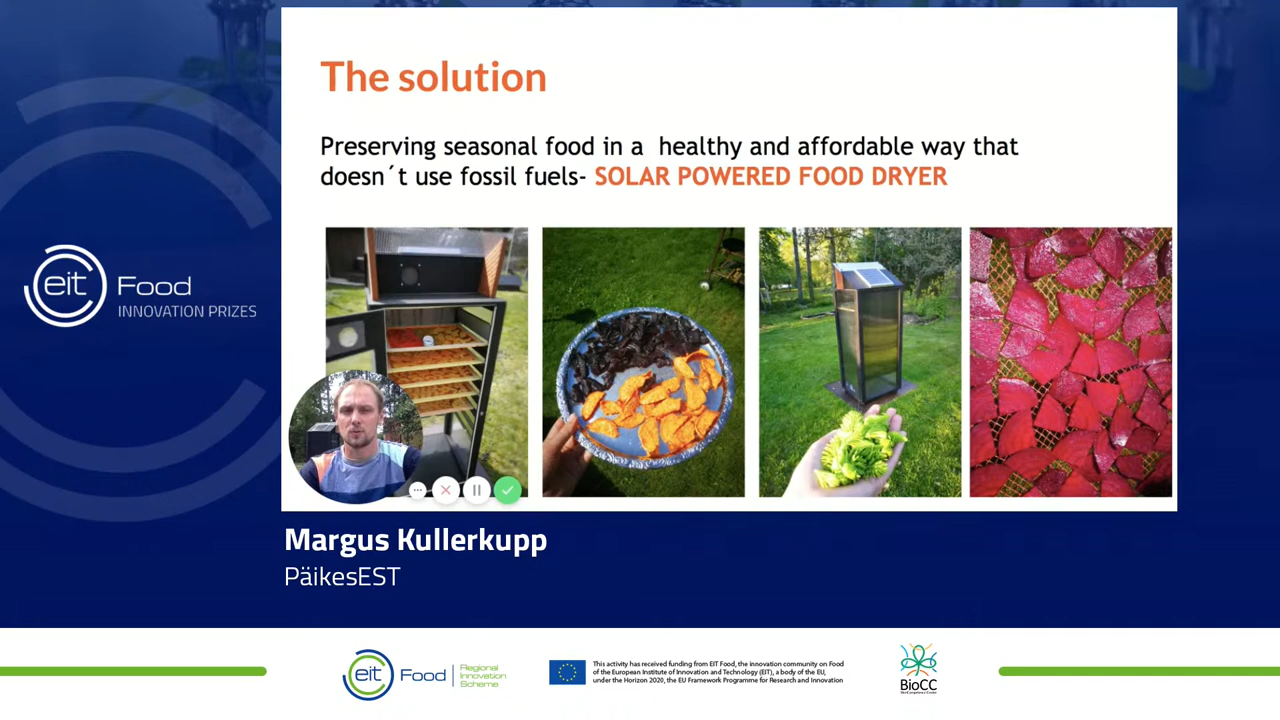 The solution
Preserving seasonal food in a healthy and affordable way that
doesn´t use fossil fuels- SOLAR POWERED FOOD DRYER
eit Food
INNOVATION PRIZES
Margus Kullerkupp
PäikesEST
eit Food
Regional
Innovation
Scheme
This activity has received funding from EIT Food, the innovation community on Food
of the European Institute of Innovation and Technology (EIT), a body of the EU,
under the Horizon 2020, the EU Framework Programme for Research and Innovation
BioCC